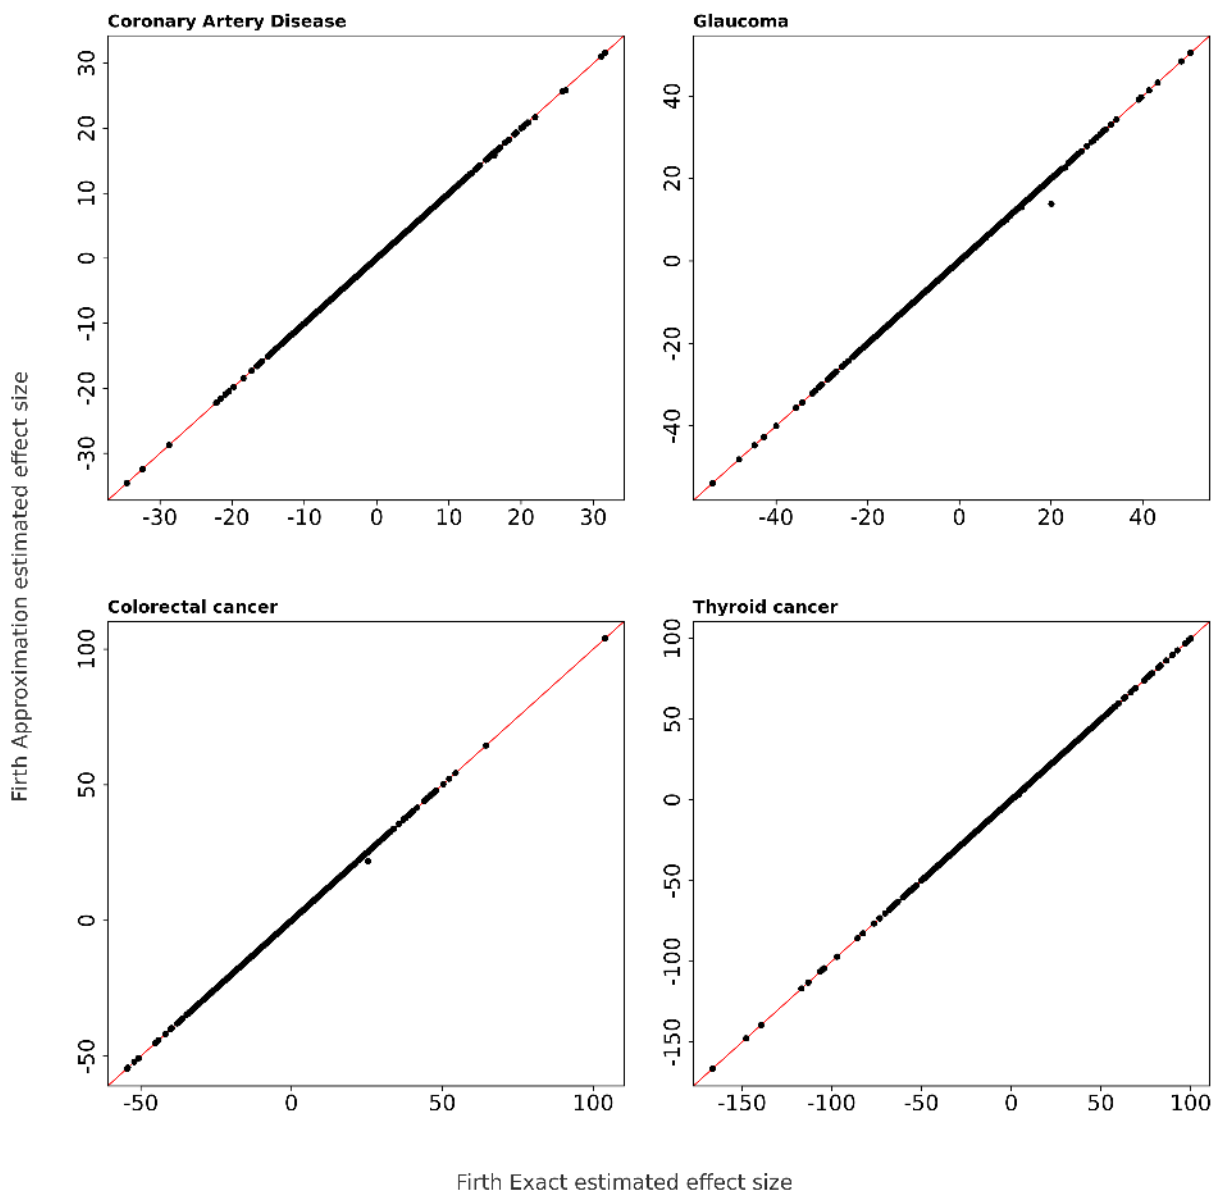 Coronary Artery Disease
30
20
10
0
-10
-20
-30
-30 -20 -10 0 10 20 30
Glaucoma
40
20
0
-20
-40
-40 -20 0 20 40
Firth Approximation estimated effect size
Colorectal cancer
100
50
0
-50
-50 0 50 100
Thyroid cancer
100
50
0
-50
-100
-150
-150 -100 -50 0 50 100
Firth Exact estimated effect size